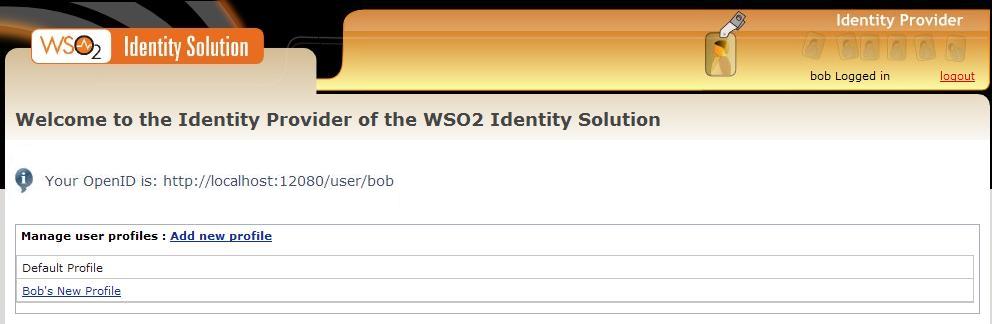 WSO2 Identity Solution
Identity Provider
bob Logged in logout
Welcome to the Identity Provider of the WSO2 Identity Solution
Your OpenID is: http://localhost:12080/user/bob
Manage user profiles : Add new profile
Default Profile
Bob's New Profile